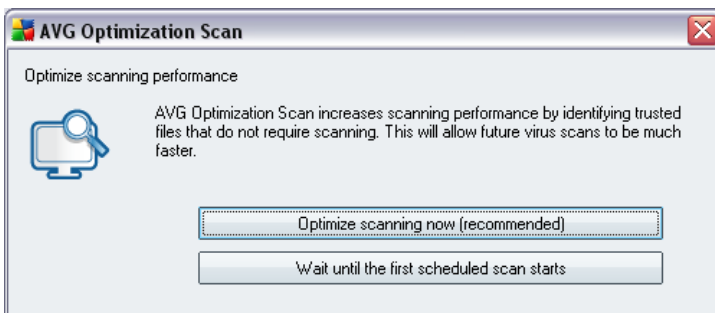 AVG Optimization Scan
Optimize scanning performance
AVG Optimization Scan increases scanning performance by identifying trusted
files that do not require scanning. This will allow future virus scans to be much
faster.
Optimize scanning now (recommended)
Wait until the first scheduled scan starts